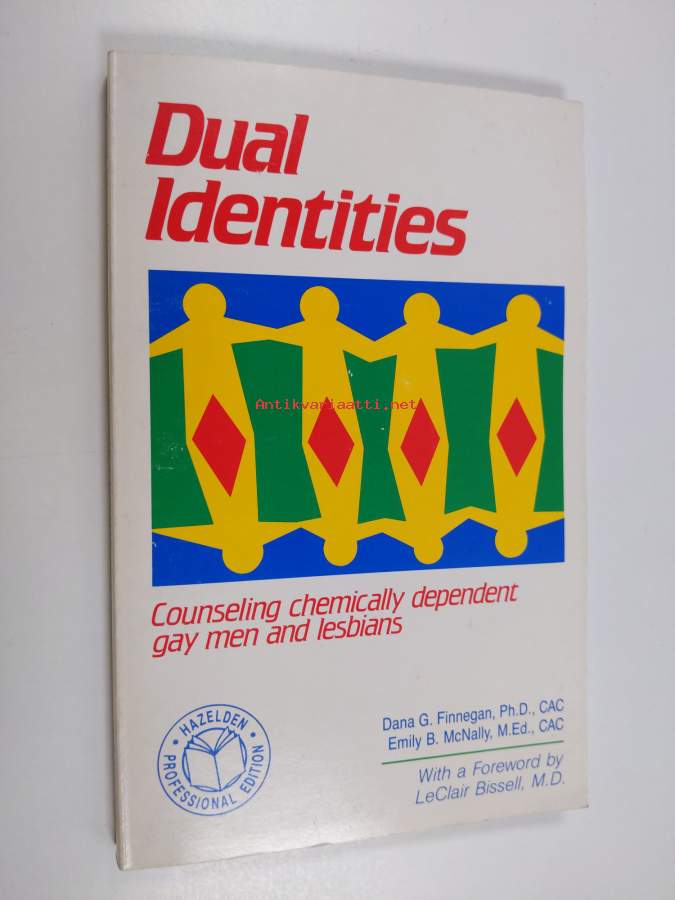 Dual
Identities
Antikvariaatti.net
Counseling chemically dependent
gay men and lesbians
• HAZELDEN •
PROFESSIONAL EDITION
Dana G. Finnegan, Ph.D., CAC
Emily B. McNally, M.Ed., CAC
With a Foreword by
LeClair Bissell, M.D.